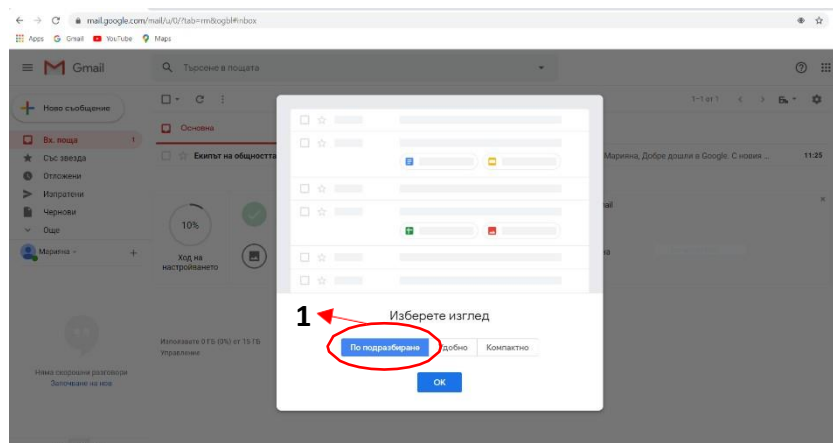 mail.google.com/mail/u/0/?tab=rm&ogbl#inbox
Apps Gmail YouTube Maps
Gmail
Търсене в пощата
Ново съобщение
1–1 от 1
Основна
Вх. поща 1
Екипът на общността
Марияна, Добре дошли в Google. С новия ...
11:25
Със звезда
Отложени
Изпратени
Чернови
Още
Марияна
10%
Ход на
настройването
1
Изберете изглед
По подразбиране
Удобно
Компактно
OK
Използвате 0 ГБ (0%) от 15 ГБ
Управление
Няма скорошни разговори
Започване на нов